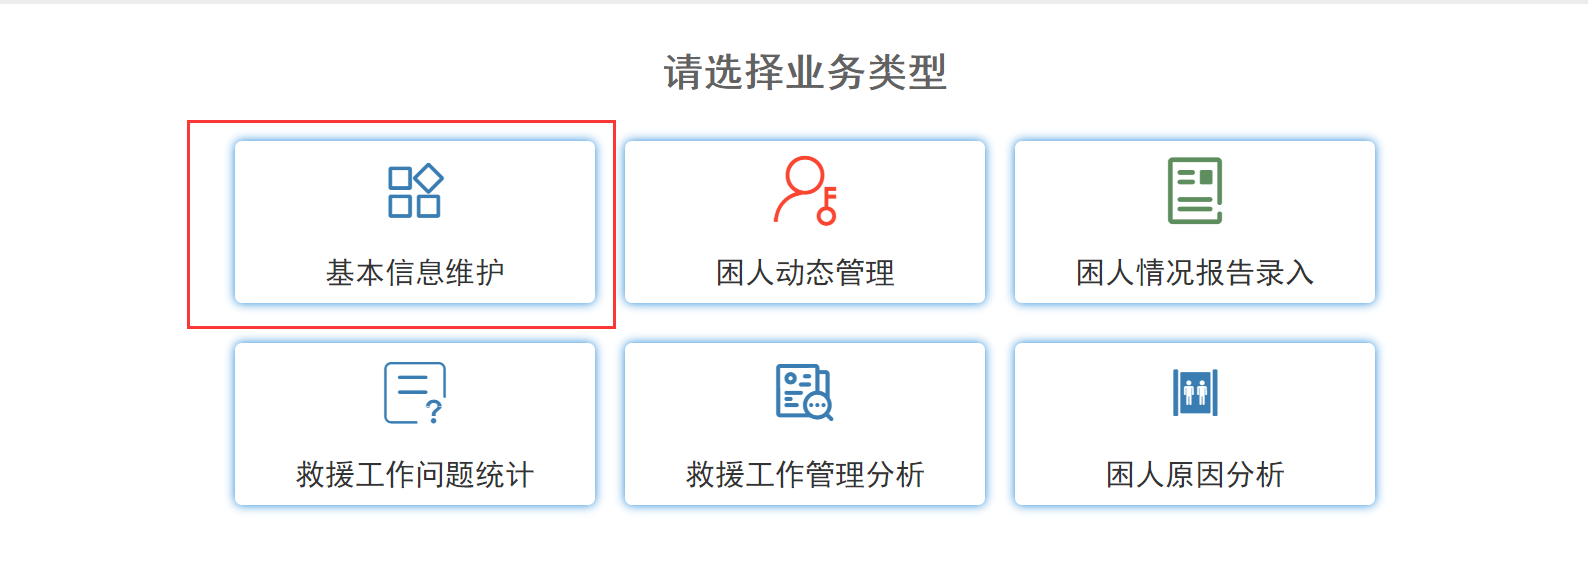 请选择业务类型
基本信息维护
困人动态管理
困人情况报告录入
救援工作问题统计
救援工作管理分析
困人原因分析